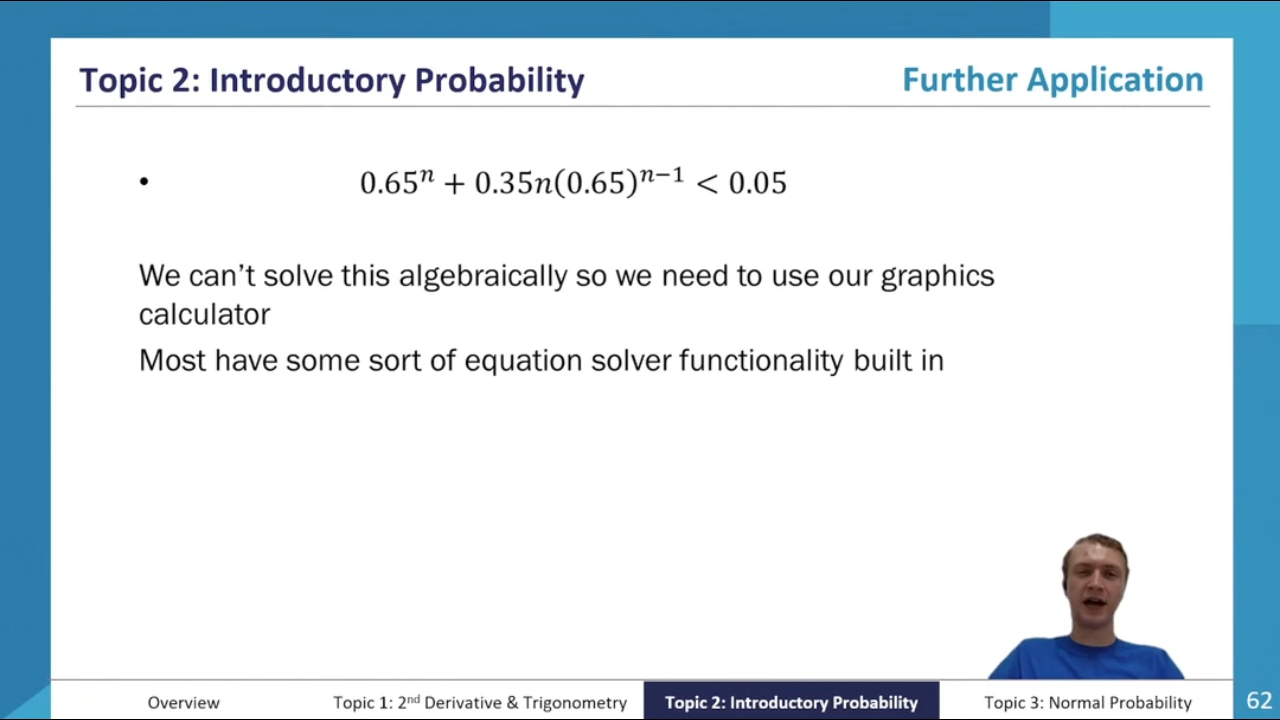 Topic 2: Introductory Probability
Further Application
• 0.65ⁿ + 0.35n(0.65)ⁿ⁻¹ < 0.05
We can’t solve this algebraically so we need to use our graphics
calculator
Most have some sort of equation solver functionality built in
Overview
Topic 1: 2ⁿᵈ Derivative & Trigonometry
Topic 2: Introductory Probability
Topic 3: Normal Probability
62